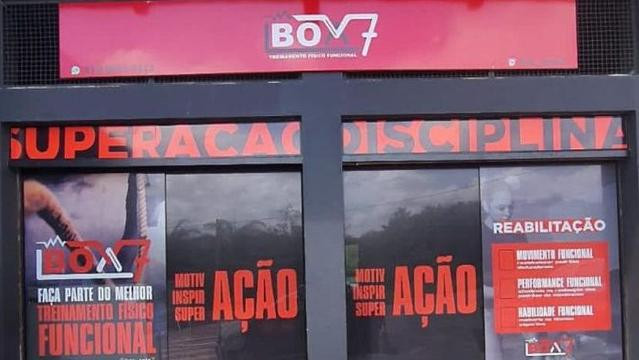 BOX7
TREINAMENTO FÍSICO FUNCIONAL
SUPERAÇÃO DISCIPLINA
BOX7
FAÇA PARTE DO MELHOR
TREINAMENTO FÍSICO
FUNCIONAL
MOTIV
INSPIR
SUPER
AÇÃO
MOTIV
INSPIR
SUPER
AÇÃO
REABILITAÇÃO
MOVIMENTO FUNCIONAL
PERFORMANCE FUNCIONAL
HABILIDADE FUNCIONAL
BOX7